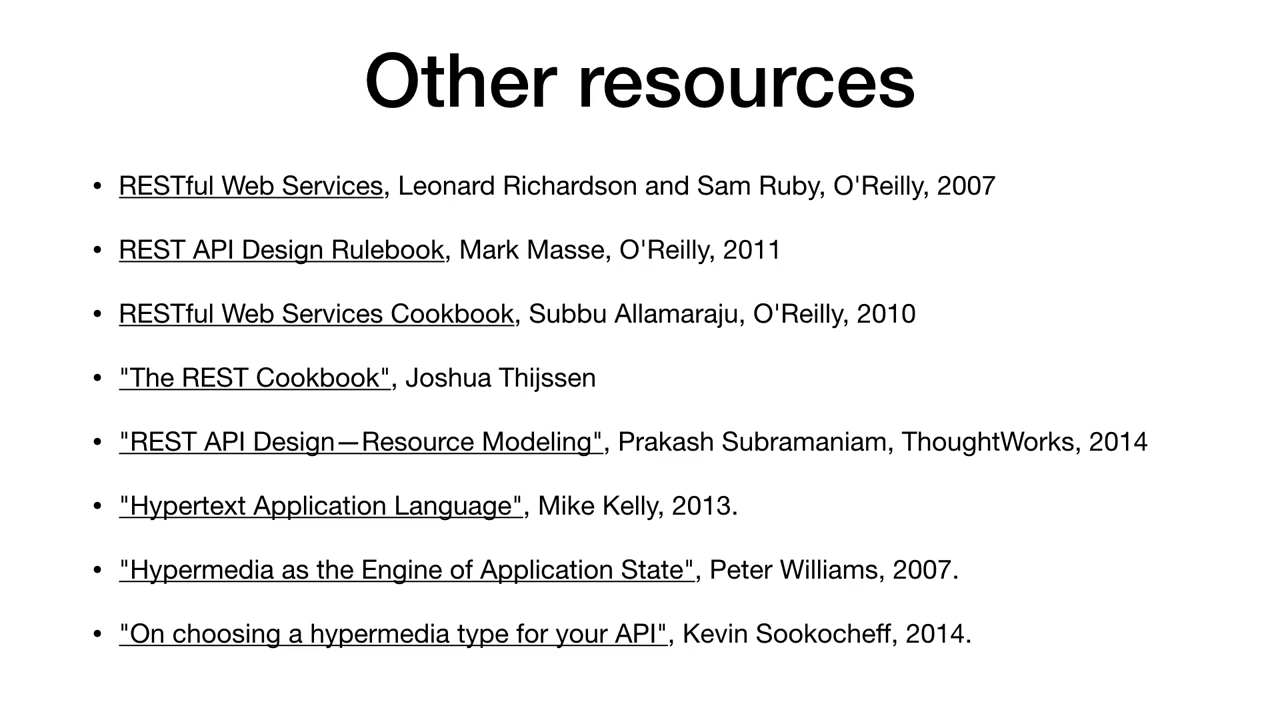 Other resources
• RESTful Web Services, Leonard Richardson and Sam Ruby, O'Reilly, 2007
• REST API Design Rulebook, Mark Masse, O'Reilly, 2011
• RESTful Web Services Cookbook, Subbu Allamaraju, O'Reilly, 2010
• "The REST Cookbook", Joshua Thijssen
• "REST API Design—Resource Modeling", Prakash Subramaniam, ThoughtWorks, 2014
• "Hypertext Application Language", Mike Kelly, 2013.
• "Hypermedia as the Engine of Application State", Peter Williams, 2007.
• "On choosing a hypermedia type for your API", Kevin Sookocheff, 2014.